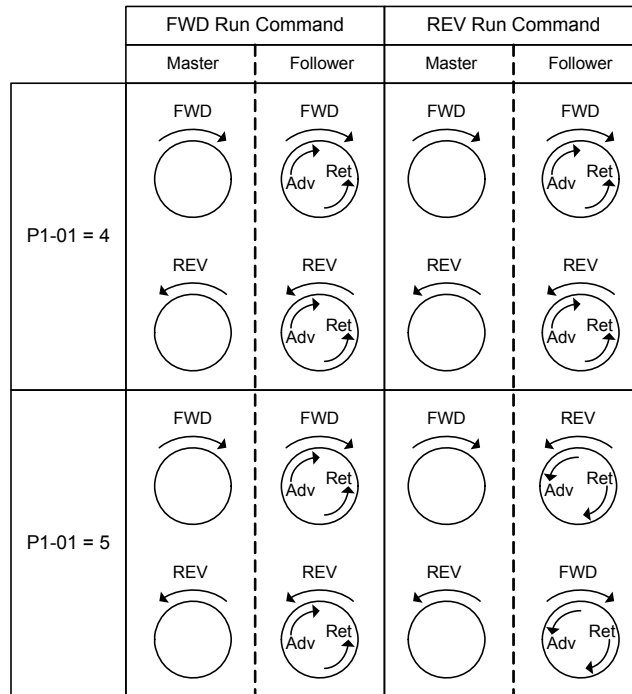 FWD Run Command REV Run Command
Master Follower Master Follower
FWD FWD FWD FWD
Adv Ret Adv Ret
P1-01 = 4
REV REV REV REV
Adv Ret Adv Ret
FWD FWD FWD REV
Adv Ret Adv Ret
P1-01 = 5
REV REV REV FWD
Adv Ret Adv Ret